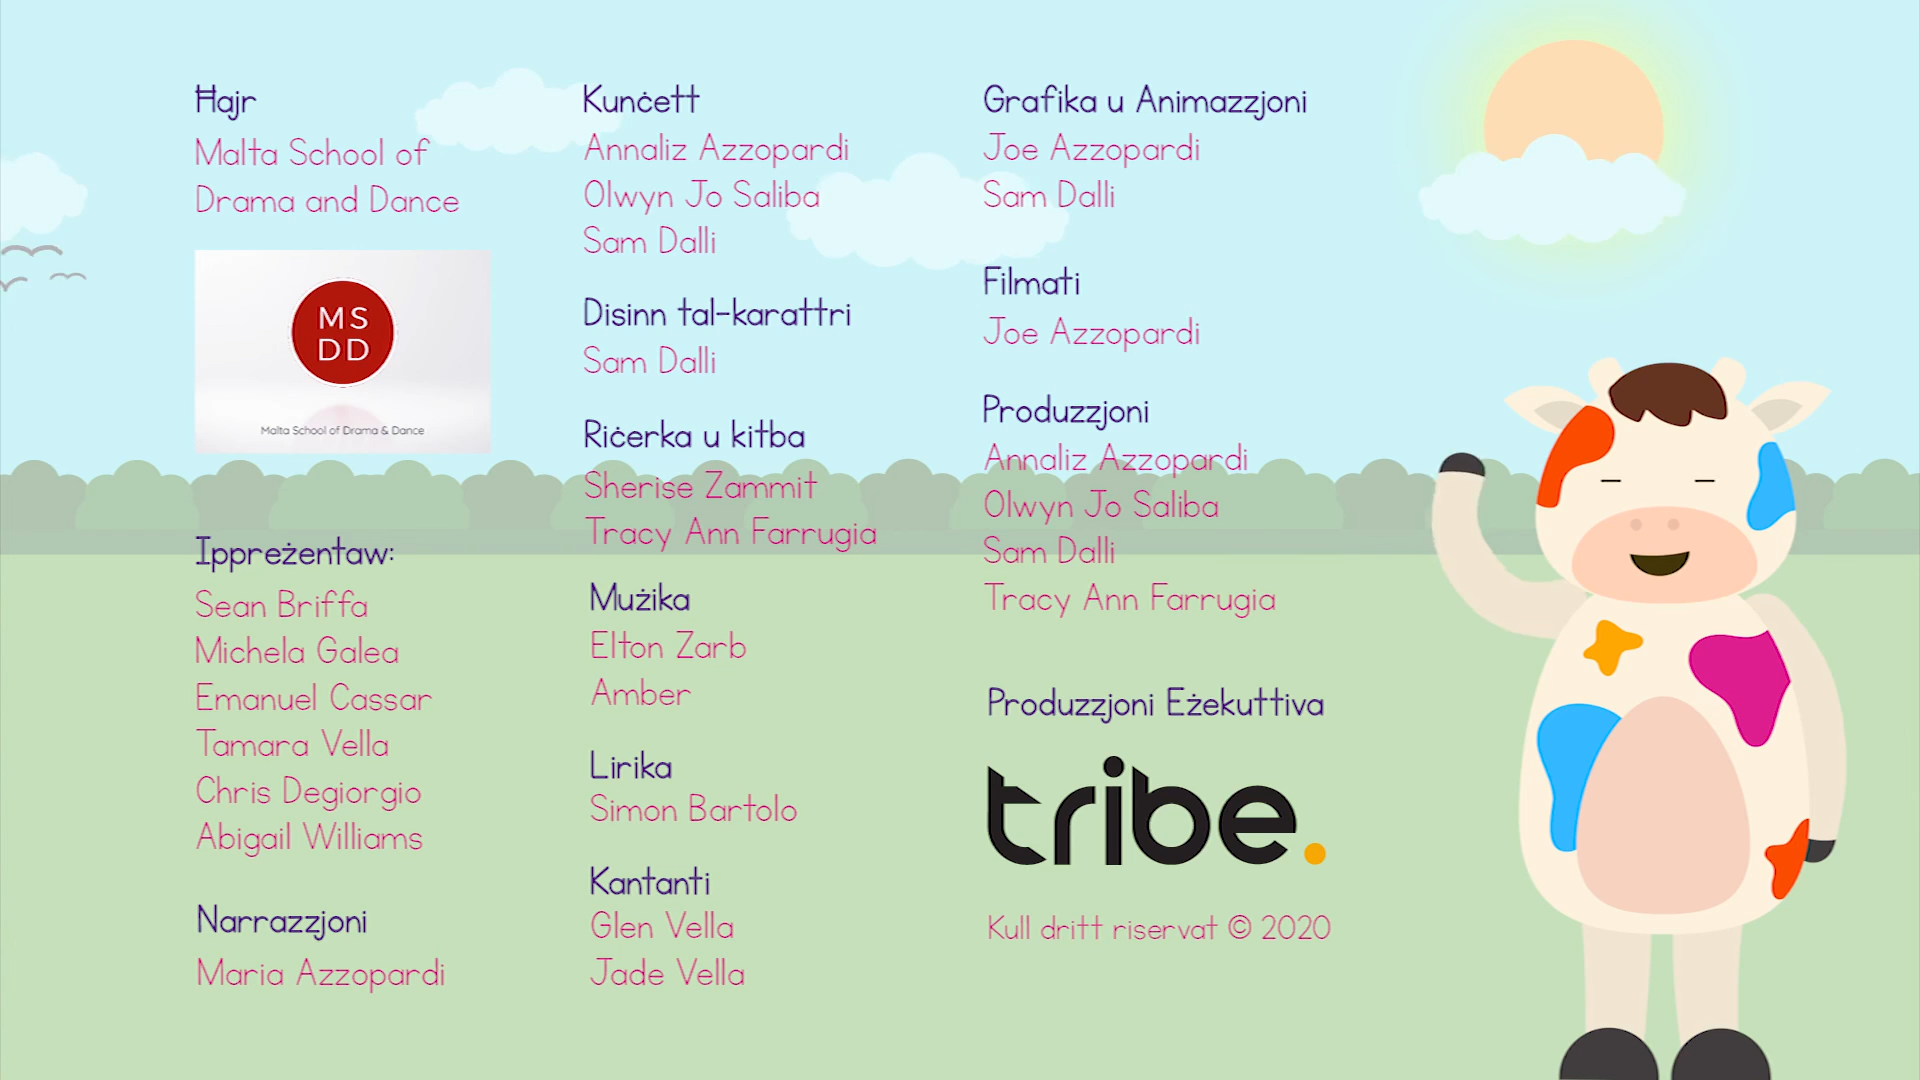 Ħajr
Malta School of
Drama and Dance
MS
DD
Malta School of Drama & Dance
Ippreżentaw:
Sean Briffa
Michela Galea
Emanuel Cassar
Tamara Vella
Chris Degiorgio
Abigail Williams
Narrazzjoni
Maria Azzopardi
Kunċett
Annaliz Azzopardi
Olwyn Jo Saliba
Sam Dalli
Disinn tal-karattri
Sam Dalli
Riċerka u kitba
Sherise Zammit
Tracy Ann Farrugia
Mużika
Elton Zarb
Amber
Lirika
Simon Bartolo
Kantanti
Glen Vella
Jade Vella
Grafika u Animazzjoni
Joe Azzopardi
Sam Dalli
Filmati
Joe Azzopardi
Produzzjoni
Annaliz Azzopardi
Olwyn Jo Saliba
Sam Dalli
Tracy Ann Farrugia
Produzzjoni Eżekuttiva
tribe.
Kull dritt riservat © 2020